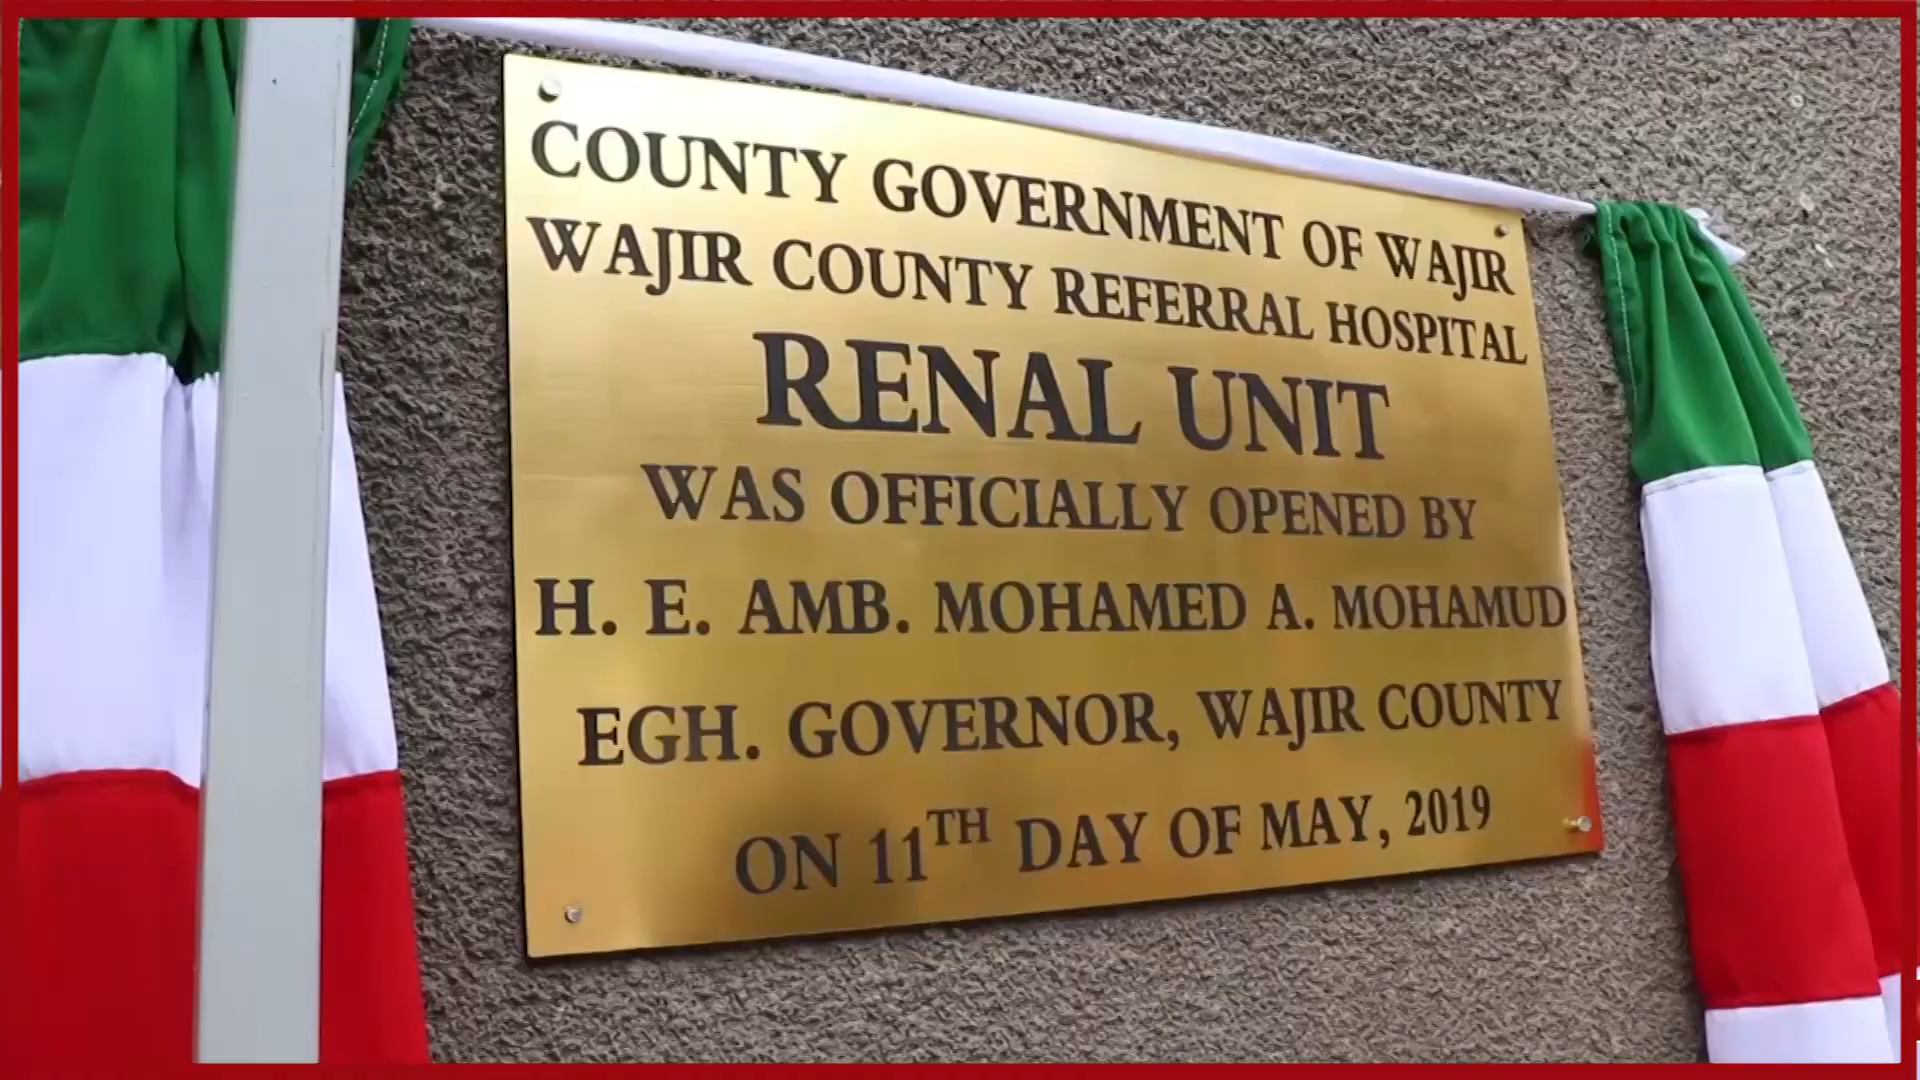 COUNTY GOVERNMENT OF WAJIR
WAJIR COUNTY REFERRAL HOSPITAL
RENAL UNIT
WAS OFFICIALLY OPENED BY
H. E. AMB. MOHAMED A. MOHAMUD
EGH. GOVERNOR, WAJIR COUNTY
ON 11TH DAY OF MAY, 2019